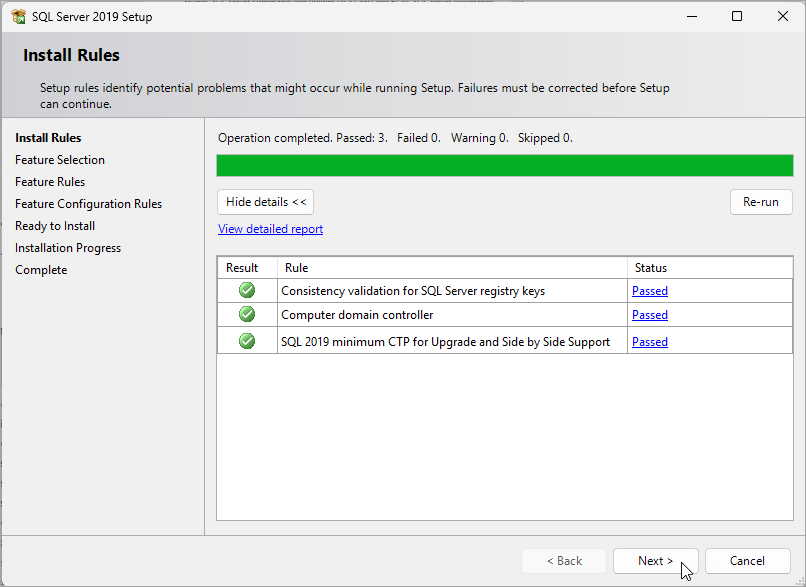 SQL Server 2019 Setup
Install Rules
Setup rules identify potential problems that might occur while running Setup. Failures must be corrected before Setup
can continue.
Install Rules
Feature Selection
Feature Rules
Feature Configuration Rules
Ready to Install
Installation Progress
Complete
Operation completed. Passed: 3. Failed 0. Warning 0. Skipped 0.
Hide details <<
Re-run
View detailed report
Result Rule Status
Consistency validation for SQL Server registry keys Passed
Computer domain controller Passed
SQL 2019 minimum CTP for Upgrade and Side by Side Support Passed
< Back Next > Cancel